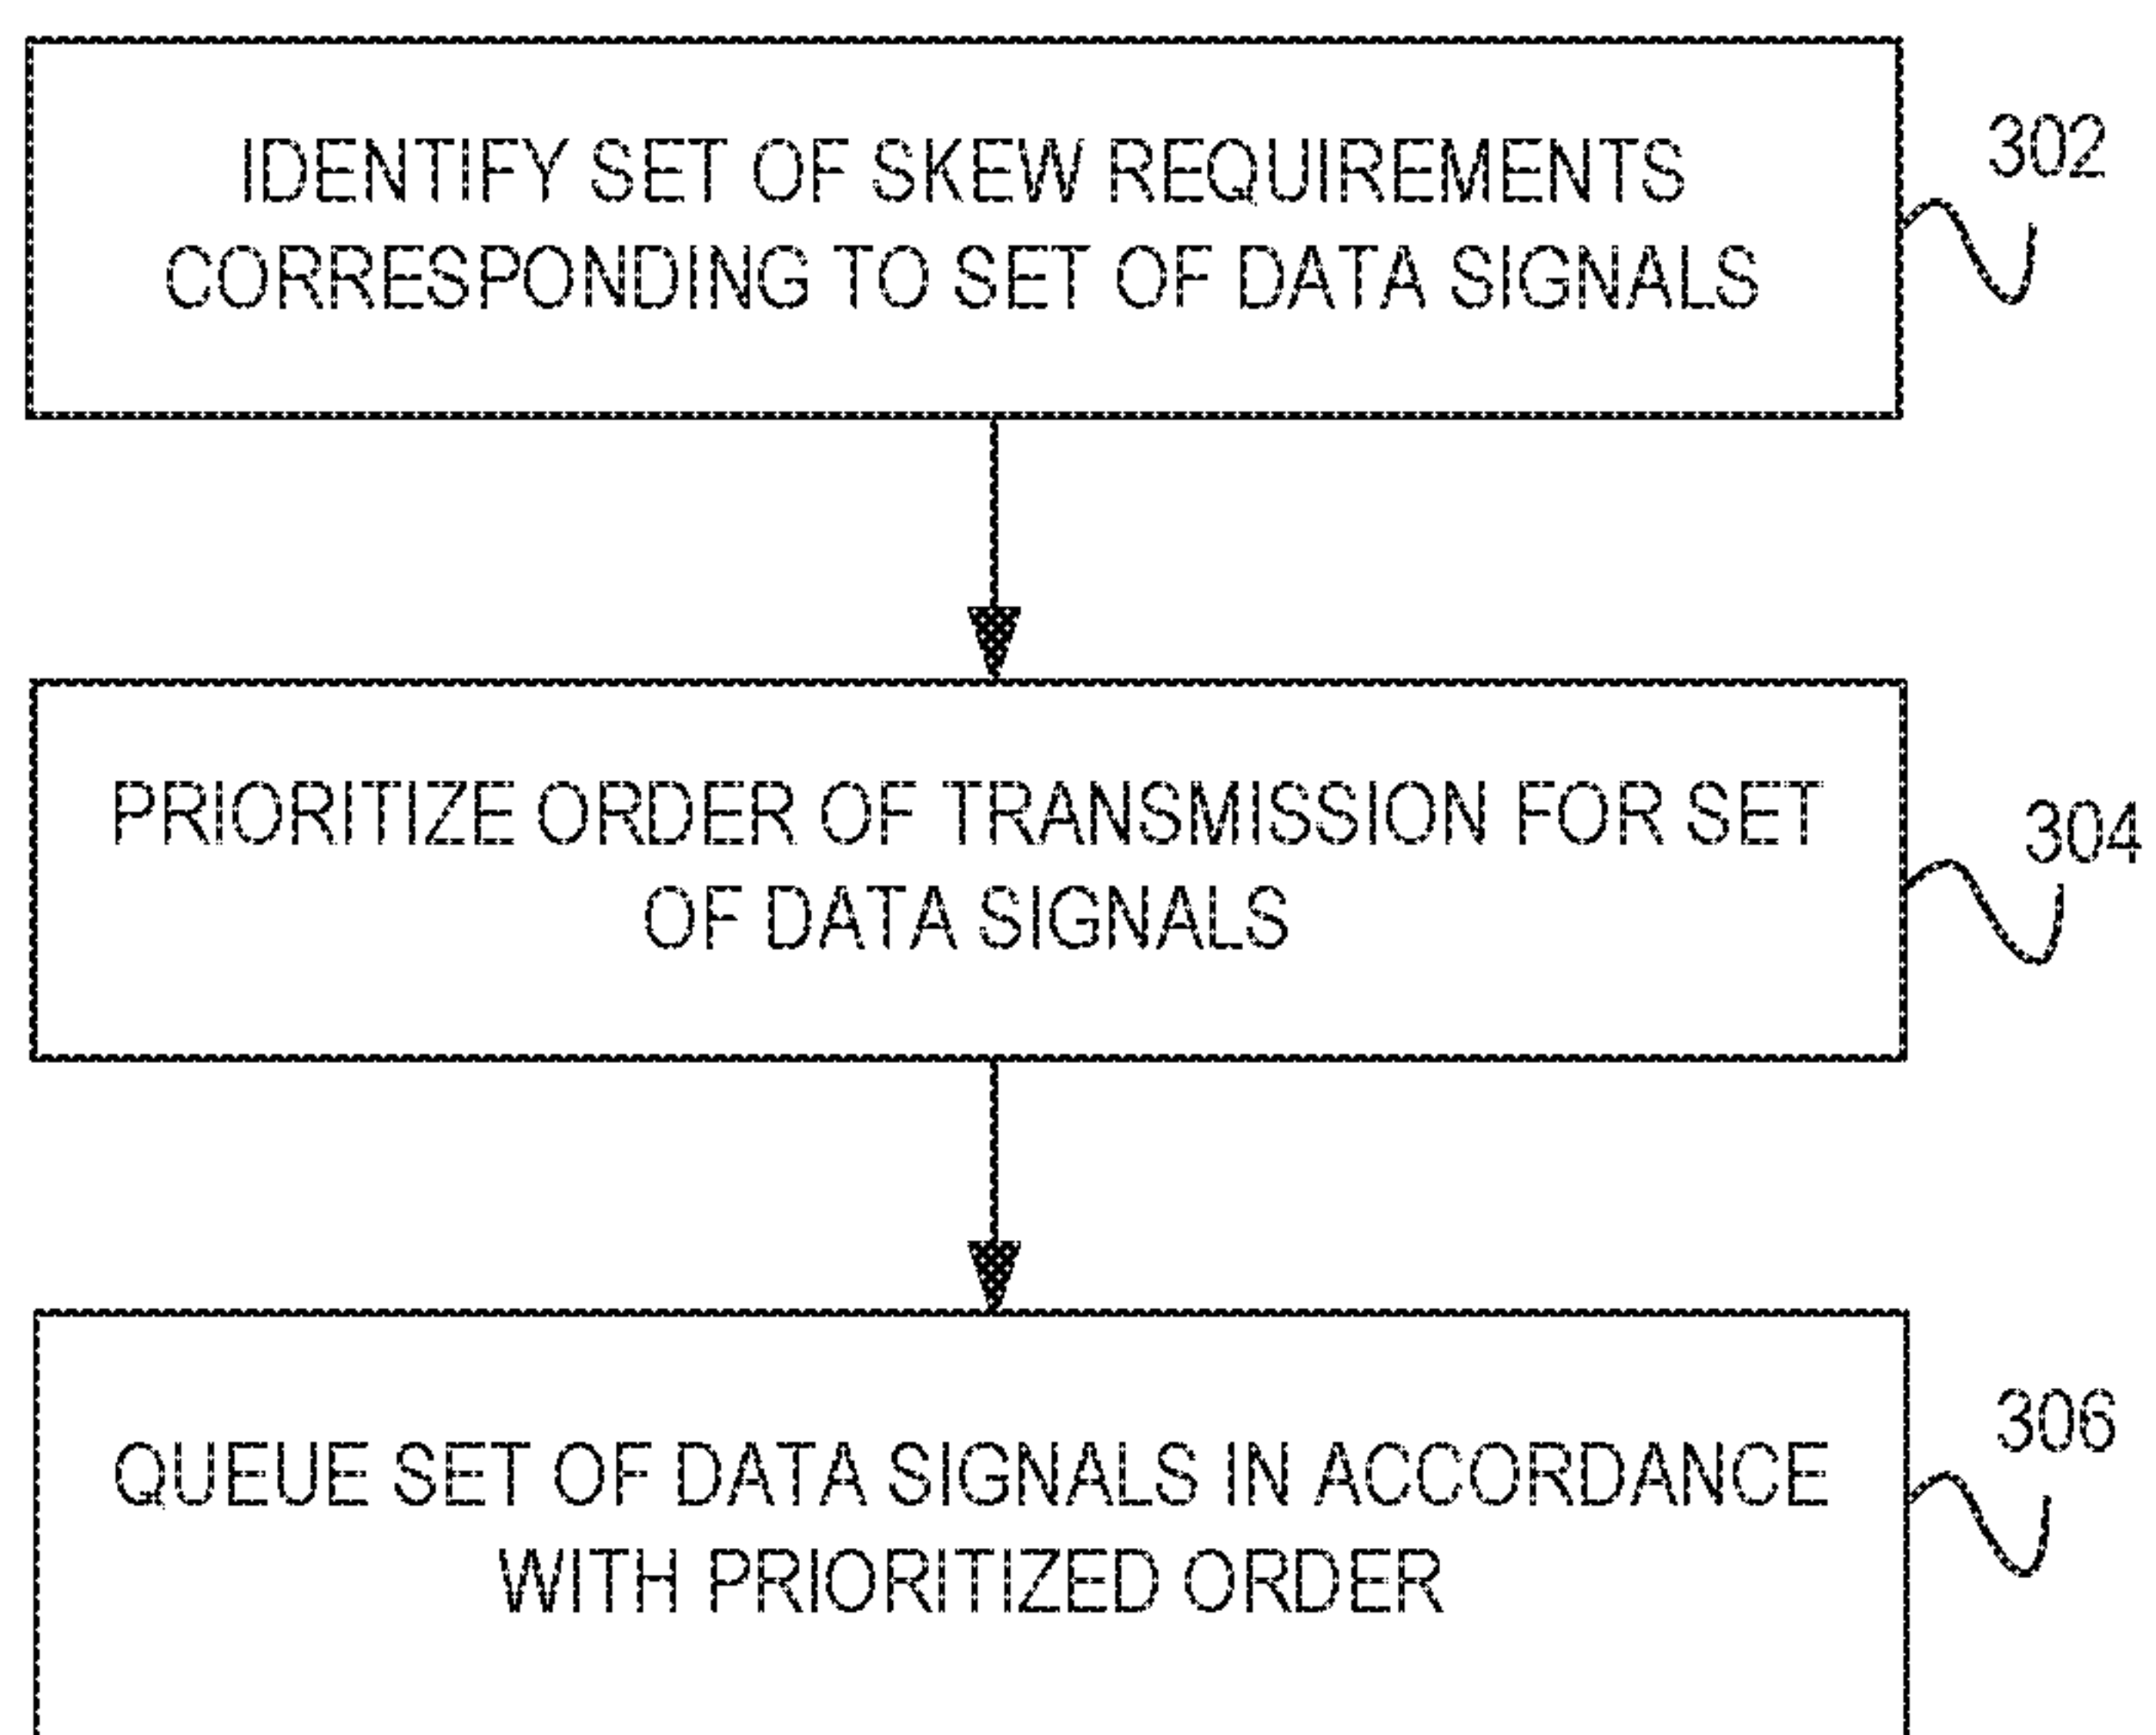 IDENTIFY SET OF SKEW REQUIREMENTS
CORRESPONDING TO SET OF DATA SIGNALS
302
PRIORITIZE ORDER OF TRANSMISSION FOR SET
OF DATA SIGNALS
304
QUEUE SET OF DATA SIGNALS IN ACCORDANCE
WITH PRIORITIZED ORDER
306